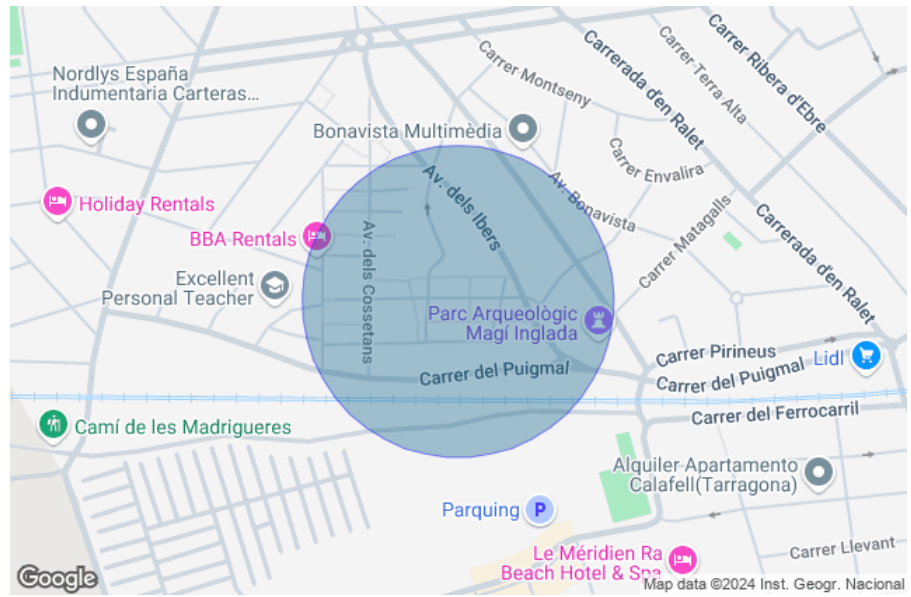 Carrer Ribera d'Ebre
Carrer Terra Alta
Carrerada d'en Ralet
Carrer Montseny
Nordlys España
Indumentaria Carteras...
Bonavista Multimèdia
Carrer Envalira
Av. dels Ibers
Av. Bonavista
Holiday Rentals
BBA Rentals
Carrer Matagalls
Carrerada d'en Ralet
Av. dels Cossetans
Excellent
Personal Teacher
Parc Arqueològic
Magí Inglada
Carrer Pirineus
Lidl
Carrer del Puigmal
Carrer del Puigmal
Carrer del Ferrocarril
Camí de les Madrigueres
Alquiler Apartamento
Calafell(Tarragona)
Parquing
P
Le Méridien Ra
Beach Hotel & Spa
Carrer Llevant
Google
Map data ©2024 Inst. Geogr. Nacional